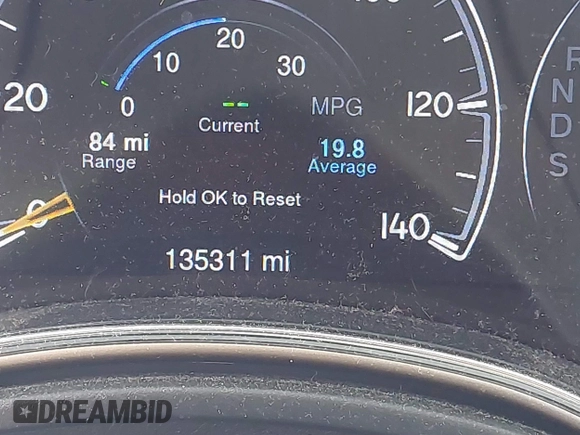 20
10
30
0
20
--
MPG
120
Current
84 mi
Range
19.8
Average
Hold OK to Reset
0
140
135311 mi
N
D
S
DREAMBID